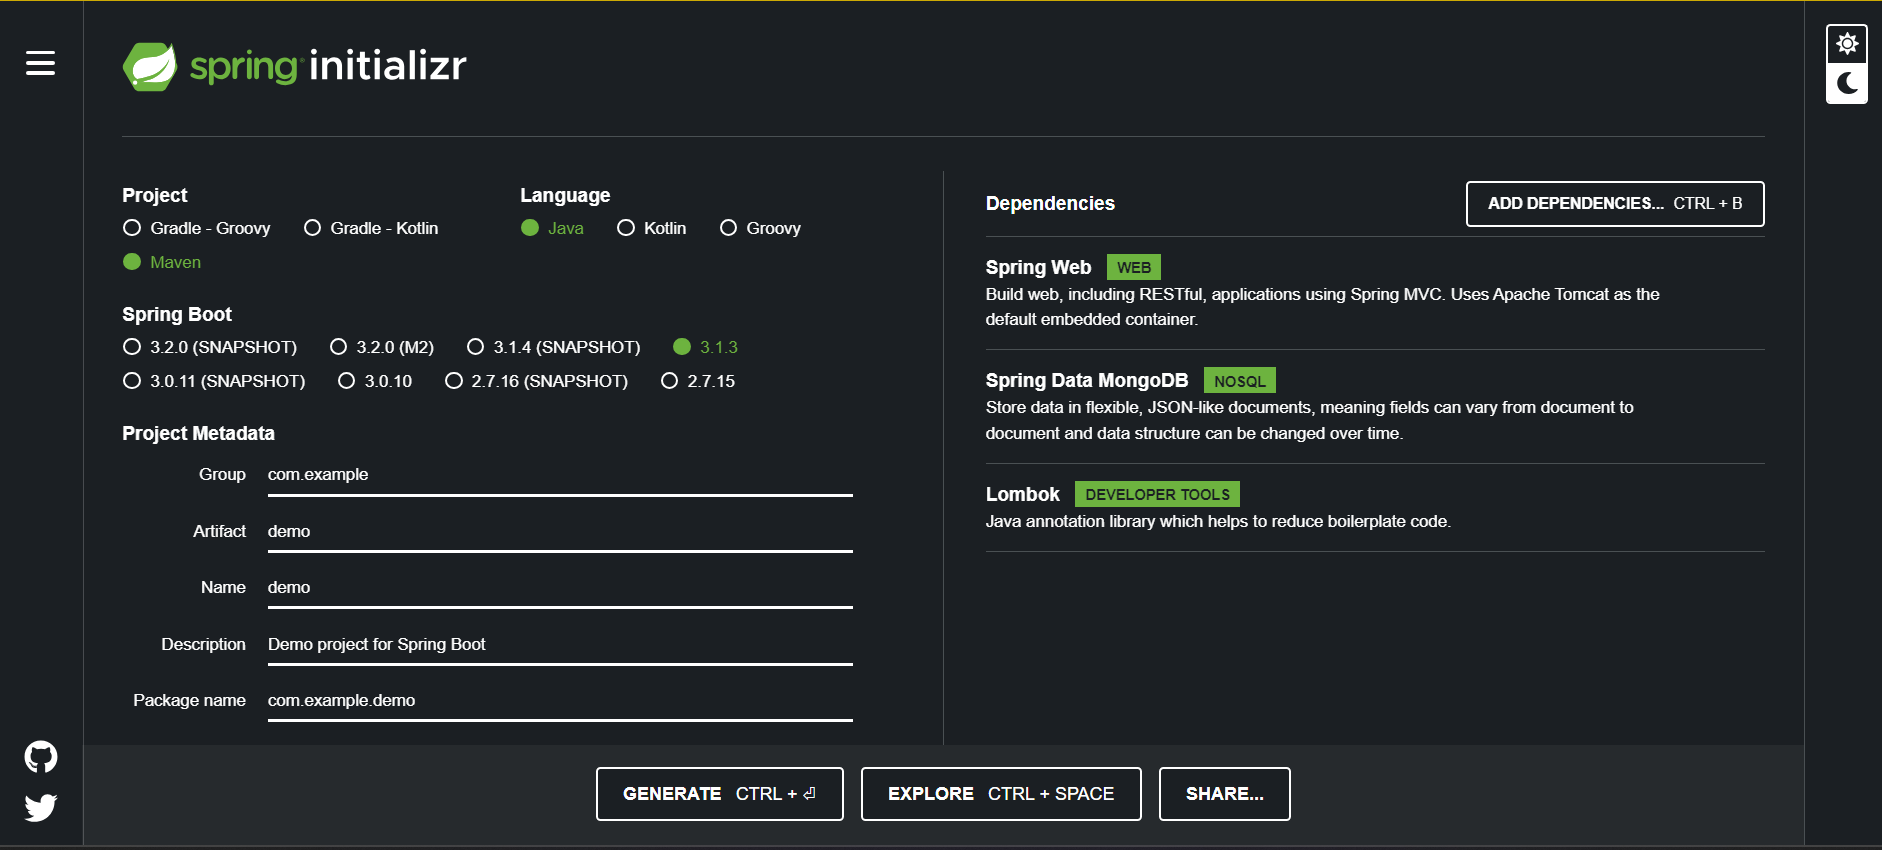 spring initializr
Project
Gradle - Groovy Gradle - Kotlin
Maven
Language
Java Kotlin Groovy
Spring Boot
3.2.0 (SNAPSHOT) 3.2.0 (M2) 3.1.4 (SNAPSHOT) 3.1.3
3.0.11 (SNAPSHOT) 3.0.10 2.7.16 (SNAPSHOT) 2.7.15
Project Metadata
Group com.example
Artifact demo
Name demo
Description Demo project for Spring Boot
Package name com.example.demo
Dependencies
ADD DEPENDENCIES... CTRL + B
Spring Web WEB
Build web, including RESTful, applications using Spring MVC. Uses Apache Tomcat as the
default embedded container.
Spring Data MongoDB NOSQL
Store data in flexible, JSON-like documents, meaning fields can vary from document to
document and data structure can be changed over time.
Lombok DEVELOPER TOOLS
Java annotation library which helps to reduce boilerplate code.
GENERATE CTRL + ⏎
EXPLORE CTRL + SPACE
SHARE...